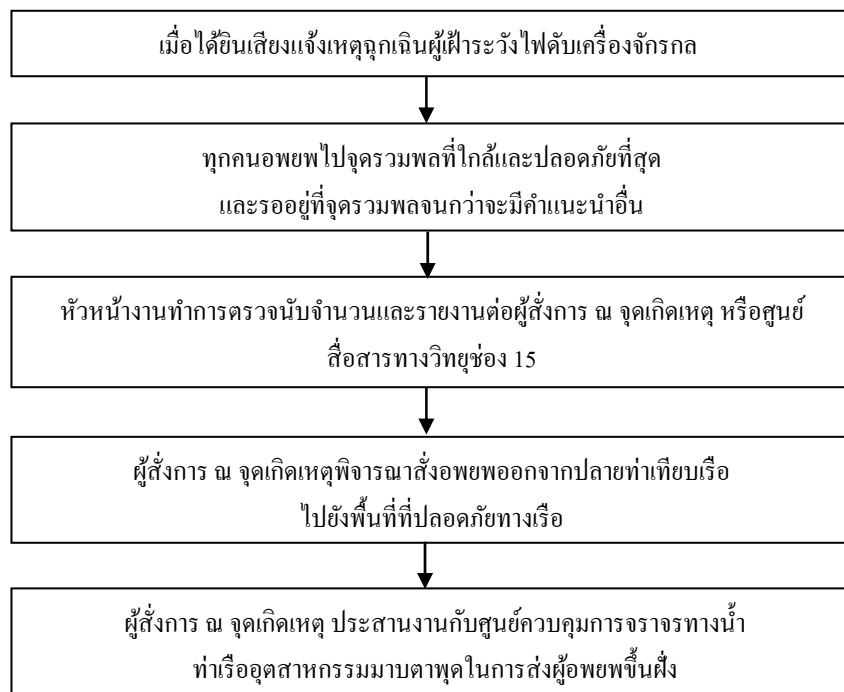 เมื่อได้ยินเสียงแจ้งเหตุฉุกเฉินผู้เฝ้าระวังไฟดับเครื่องจักรกล
ทุกคนอพยพไปจุดรวมพลที่ใกล้และปลอดภัยที่สุด
และรออยู่ที่จุดรวมพลจนกว่าจะมีคำแนะนำอื่น
หัวหน้างานทำการตรวจนับจำนวนและรายงานต่อผู้สั่งการ ณ จุดเกิดเหตุ หรือศูนย์
สื่อสารทางวิทยุช่อง 15
ผู้สั่งการ ณ จุดเกิดเหตุพิจารณาสั่งอพยพออกจากปลายท่าเทียบเรือ
ไปยังพื้นที่ที่ปลอดภัยทางเรือ
ผู้สั่งการ ณ จุดเกิดเหตุ ประสานงานกับศูนย์ควบคุมการจราจรทางน้ำ
ท่าเรืออุตสาหกรรมมาบตาพุดในการส่งผู้อพยพขึ้นฝั่ง